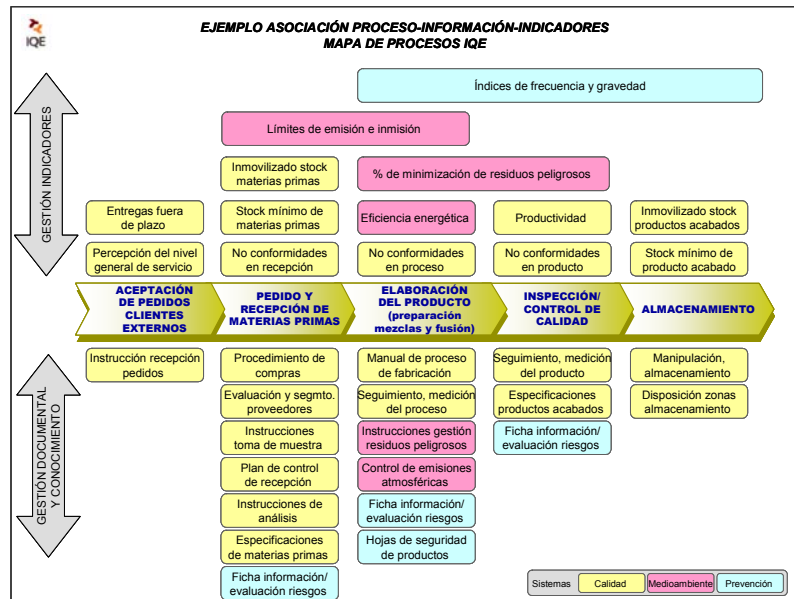 EJEMPLO ASOCIACIÓN PROCESO-INFORMACIÓN-INDICADORES
MAPA DE PROCESOS IQE
IQE
GESTIÓN INDICADORES
Índices de frecuencia y gravedad
Límites de emisión e inmisión
Inmovilizado stock
materias primas
% de minimización de residuos peligrosos
Entregas fuera
de plazo
Stock mínimo de
materias primas
Eficiencia energética
Productividad
Inmovilizado stock
productos acabados
Percepción del nivel
general de servicio
No conformidades
en recepción
No conformidades
en proceso
No conformidades
en producto
Stock mínimo de
producto acabado
ACEPTACIÓN
DE PEDIDOS
CLIENTES
EXTERNOS
PEDIDO Y
RECEPCIÓN DE
MATERIAS PRIMAS
ELABORACIÓN
DEL PRODUCTO
(preparación
mezclas y fusión)
INSPECCIÓN/
CONTROL DE
CALIDAD
ALMACENAMIENTO
GESTIÓN DOCUMENTAL
Y CONOCIMIENTO
Instrucción recepción
pedidos
Procedimiento de
compras
Evaluación y segmto.
proveedores
Instrucciones
toma de muestra
Plan de control
de recepción
Instrucciones de
análisis
Especificaciones
de materias primas
Ficha información/
evaluación riesgos
Manual de proceso
de fabricación
Seguimiento, medición
del proceso
Instrucciones gestión
residuos peligrosos
Control de emisiones
atmosféricas
Ficha información/
evaluación riesgos
Hojas de seguridad
de productos
Seguimiento, medición
del producto
Especificaciones
productos acabados
Ficha información/
evaluación riesgos
Manipulación,
almacenamiento
Disposición zonas
almacenamiento
Sistemas
Calidad
Medioambiente
Prevención